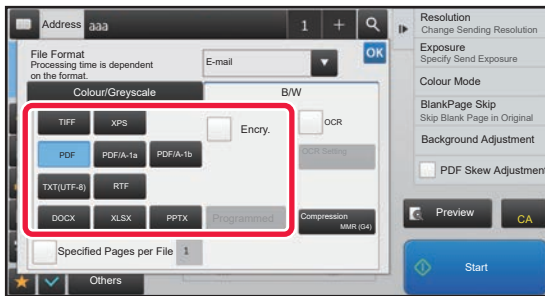 Address aaa 1 +
File Format
Processing time is dependent
on the format.
E-mail
OK
Colour/Greyscale
B/W
TIFF XPS
Encry.
OCR
PDF PDF/A-1a PDF/A-1b
OCR Setting
TXT(UTF-8) RTF
DOCX XLSX PPTX
Programmed
Compression
MMR (G4)
Specified Pages per File 1
Others
Resolution
Change Sending Resolution
Exposure
Specify Send Exposure
Colour Mode
BlankPage Skip
Skip Blank Page in Original
Background Adjustment
PDF Skew Adjustment
Preview
CA
Start